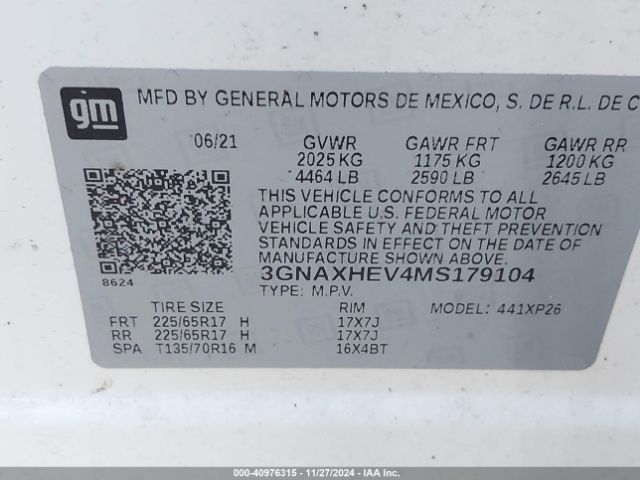 gm
MFD BY GENERAL MOTORS DE MEXICO, S. DE R.L. DE C
06/21 GVWR GAWR FRT GAWR RR
2025 KG 1175 KG 1200 KG
4464 LB 2590 LB 2645 LB
THIS VEHICLE CONFORMS TO ALL
APPLICABLE U.S. FEDERAL MOTOR
VEHICLE SAFETY AND THEFT PREVENTION
STANDARDS IN EFFECT ON THE DATE OF
MANUFACTURE SHOWN ABOVE.
8624
3GNAXHEV4MS179104
TYPE: M.P.V. MODEL: 441XP26
TIRE SIZE RIM
FRT 225/65R17 H 17X7J
RR 225/65R17 H 17X7J
SPA T135/70R16 M 16X4BT
000-40976315 - 11/27/2024 - IAA Inc.